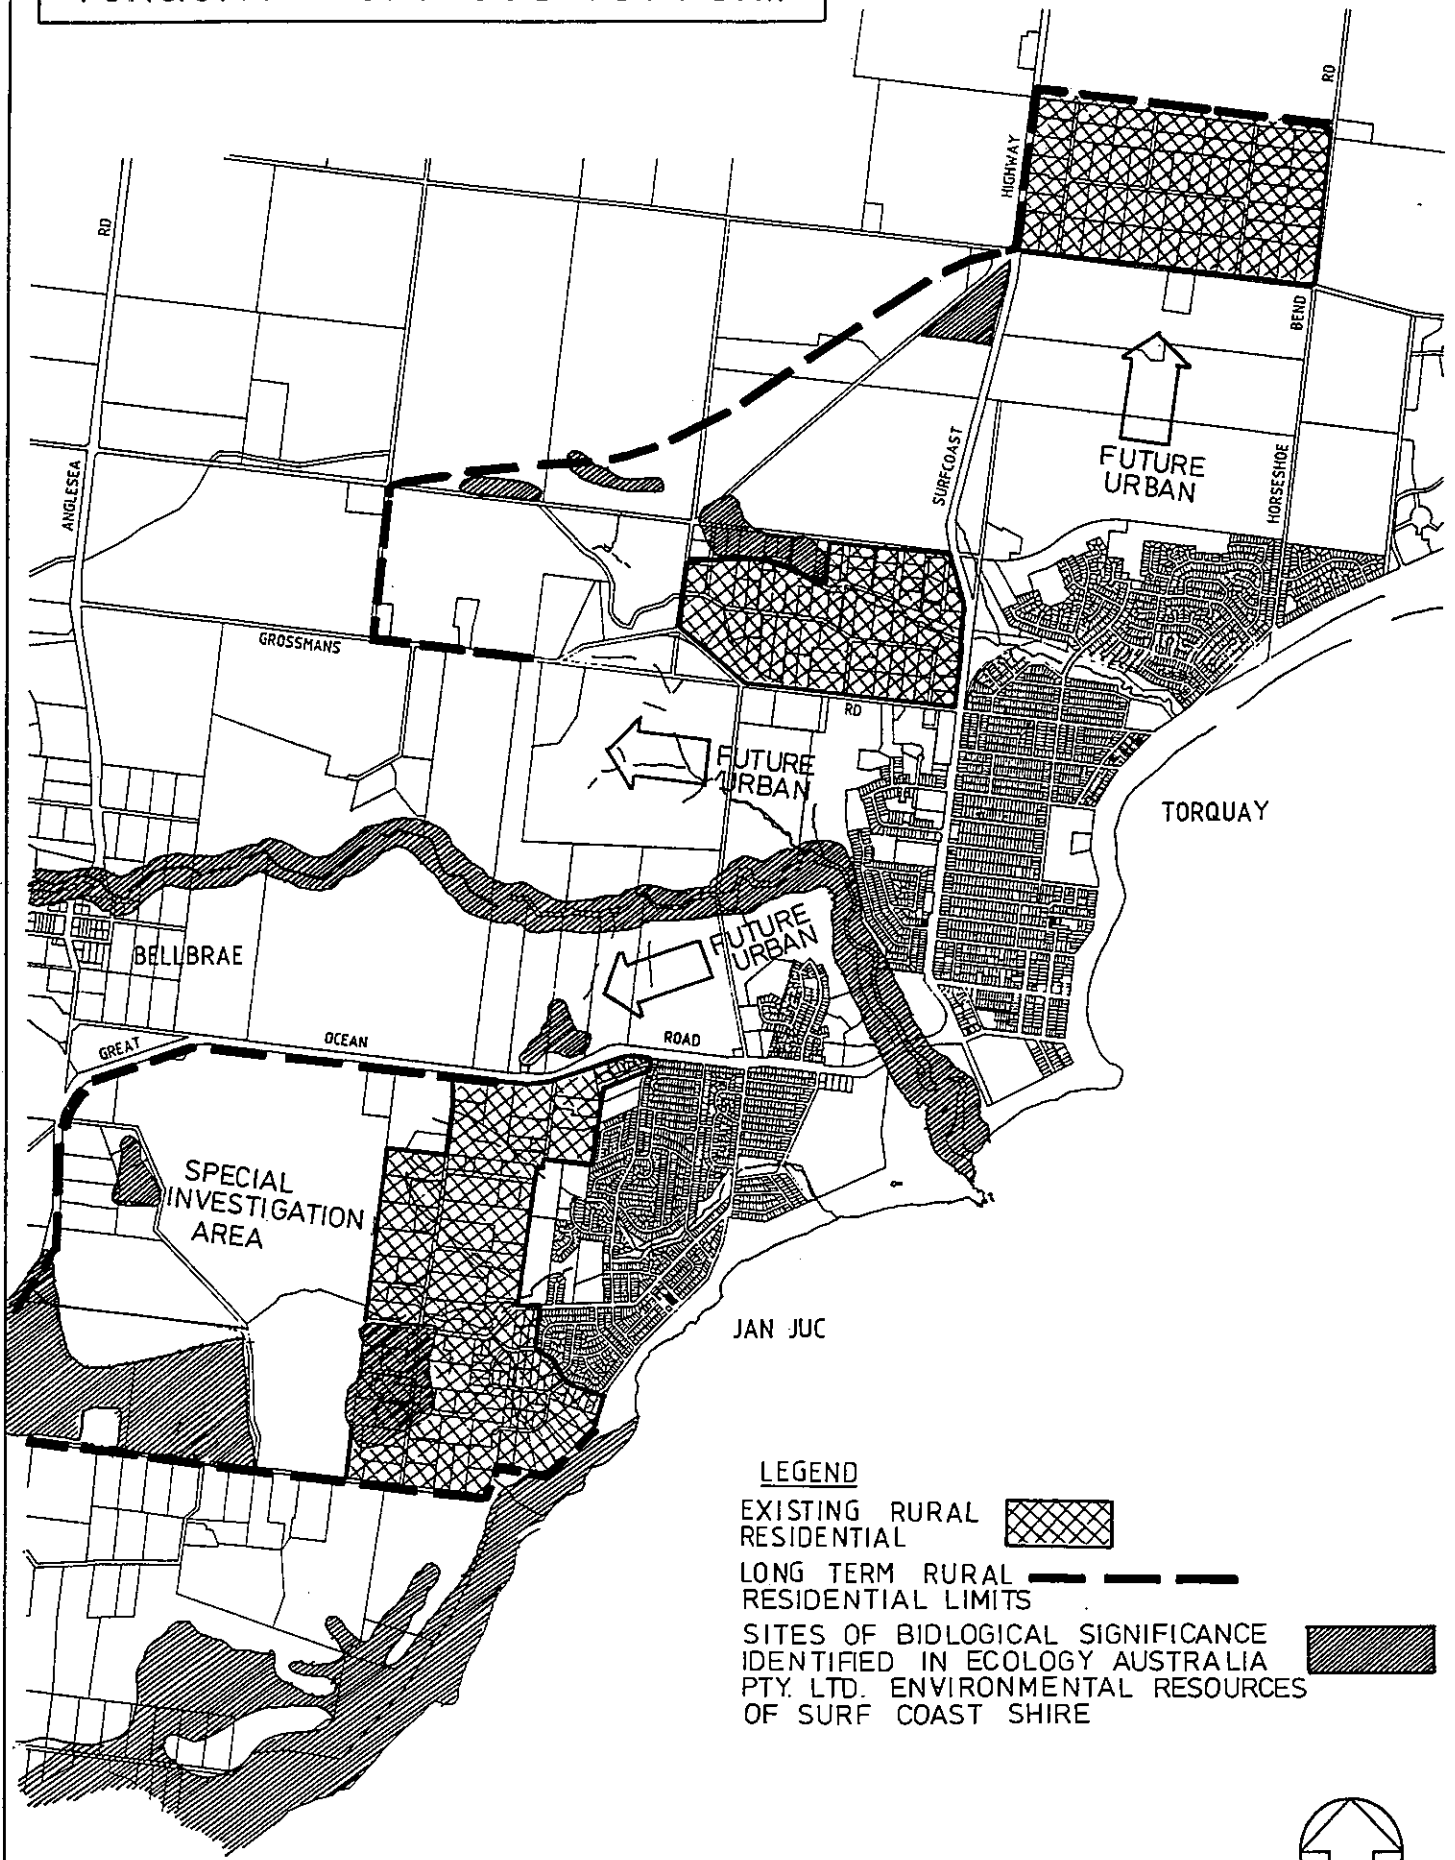 RD
HIGHWAY
RD
BEND
FUTURE
URBAN
SURFCOAST
HORSESHOE
ANGLESEA
GROSSMANS
RD
FUTURE
URBAN
TORQUAY
FUTURE
URBAN
BELLBRAE
GREAT
OCEAN
ROAD
SPECIAL
INVESTIGATION
AREA
JAN JUC
LEGEND
EXISTING RURAL
RESIDENTIAL
LONG TERM RURAL
RESIDENTIAL LIMITS
SITES OF BIOLOGICAL SIGNIFICANCE
IDENTIFIED IN ECOLOGY AUSTRALIA
PTY. LTD. ENVIRONMENTAL RESOURCES
OF SURF COAST SHIRE